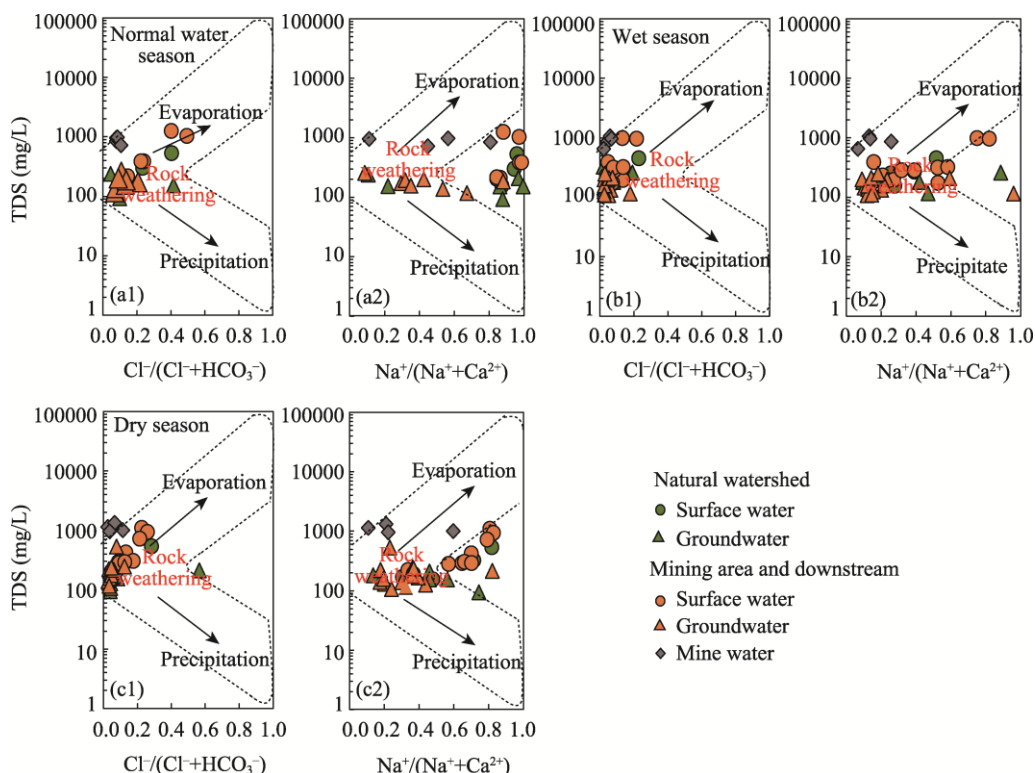 Normal water
season
Evaporation
Rock
weathering
Precipitation
(a1)
100000
10000
1000
100
10
1
TDS (mg/L)
0.0 0.2 0.4 0.6 0.8 1.0
Cl⁻/(Cl⁻+HCO₃⁻)
Evaporation
Rock
weathering
Precipitation
(a2)
100000
10000
1000
100
10
1
0.0 0.2 0.4 0.6 0.8 1.0
Na⁺/(Na⁺+Ca²⁺)
Wet season
Evaporation
Rock
weathering
Precipitation
(b1)
100000
10000
1000
100
10
1
0.0 0.2 0.4 0.6 0.8 1.0
Cl⁻/(Cl⁻+HCO₃⁻)
Evaporation
Rock
weathering
Precipitate
(b2)
100000
10000
1000
100
10
1
0.0 0.2 0.4 0.6 0.8 1.0
Na⁺/(Na⁺+Ca²⁺)
Dry season
Evaporation
Rock
weathering
Precipitation
(c1)
100000
10000
1000
100
10
1
TDS (mg/L)
0.0 0.2 0.4 0.6 0.8 1.0
Cl⁻/(Cl⁻+HCO₃⁻)
Evaporation
Rock
weathering
Precipitation
(c2)
100000
10000
1000
100
10
1
0.0 0.2 0.4 0.6 0.8 1.0
Na⁺/(Na⁺+Ca²⁺)
Natural watershed
Surface water
Groundwater
Mining area and downstream
Surface water
Groundwater
Mine water